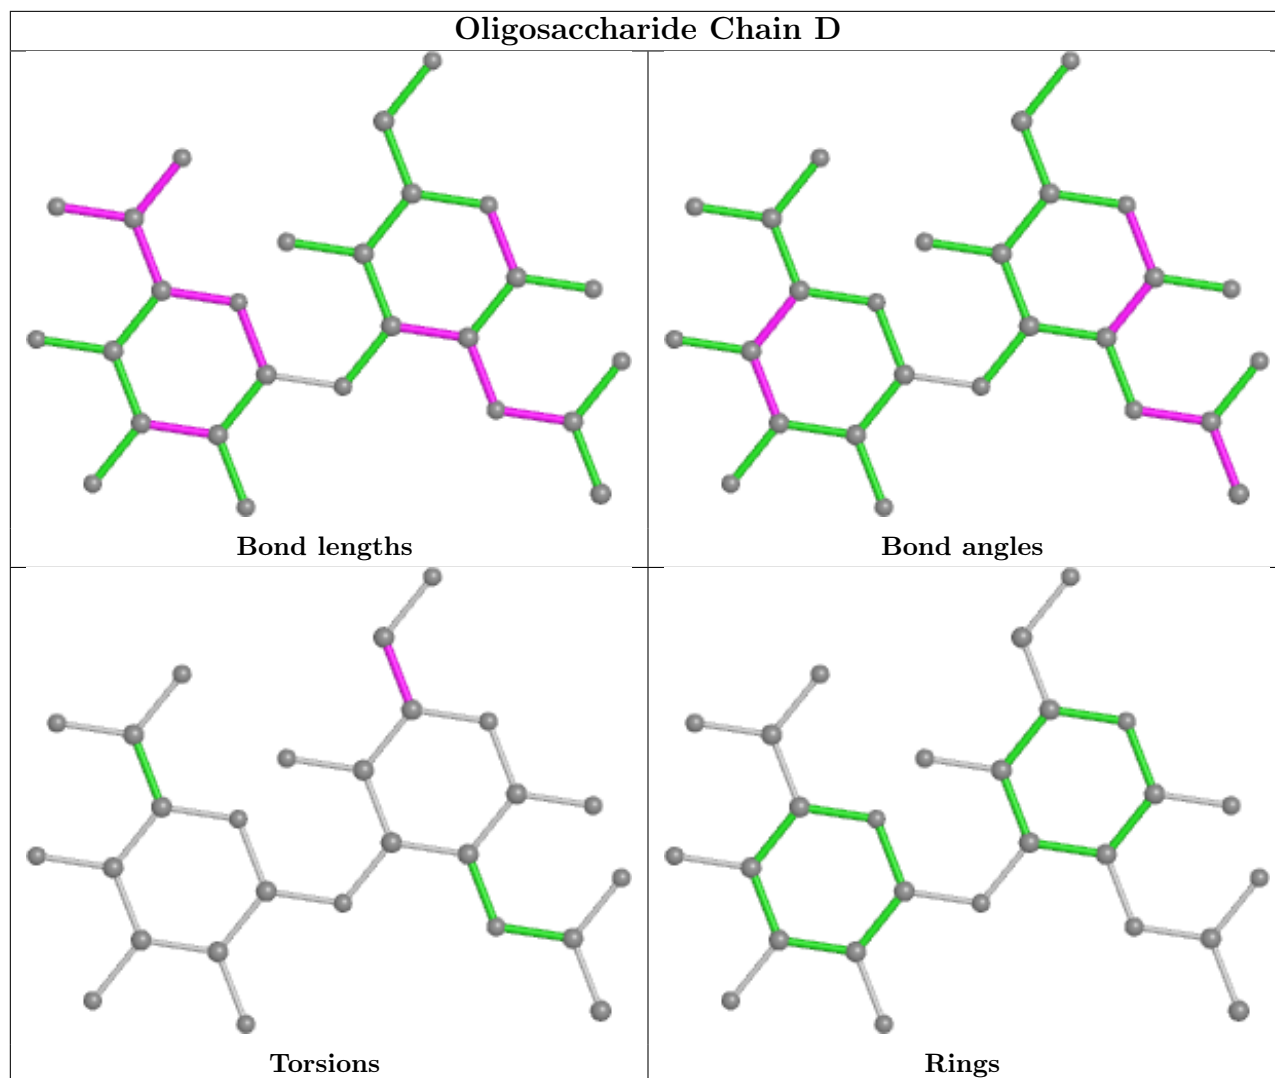 Oligosaccharide Chain D
Bond lengths
Bond angles
Torsions
Rings